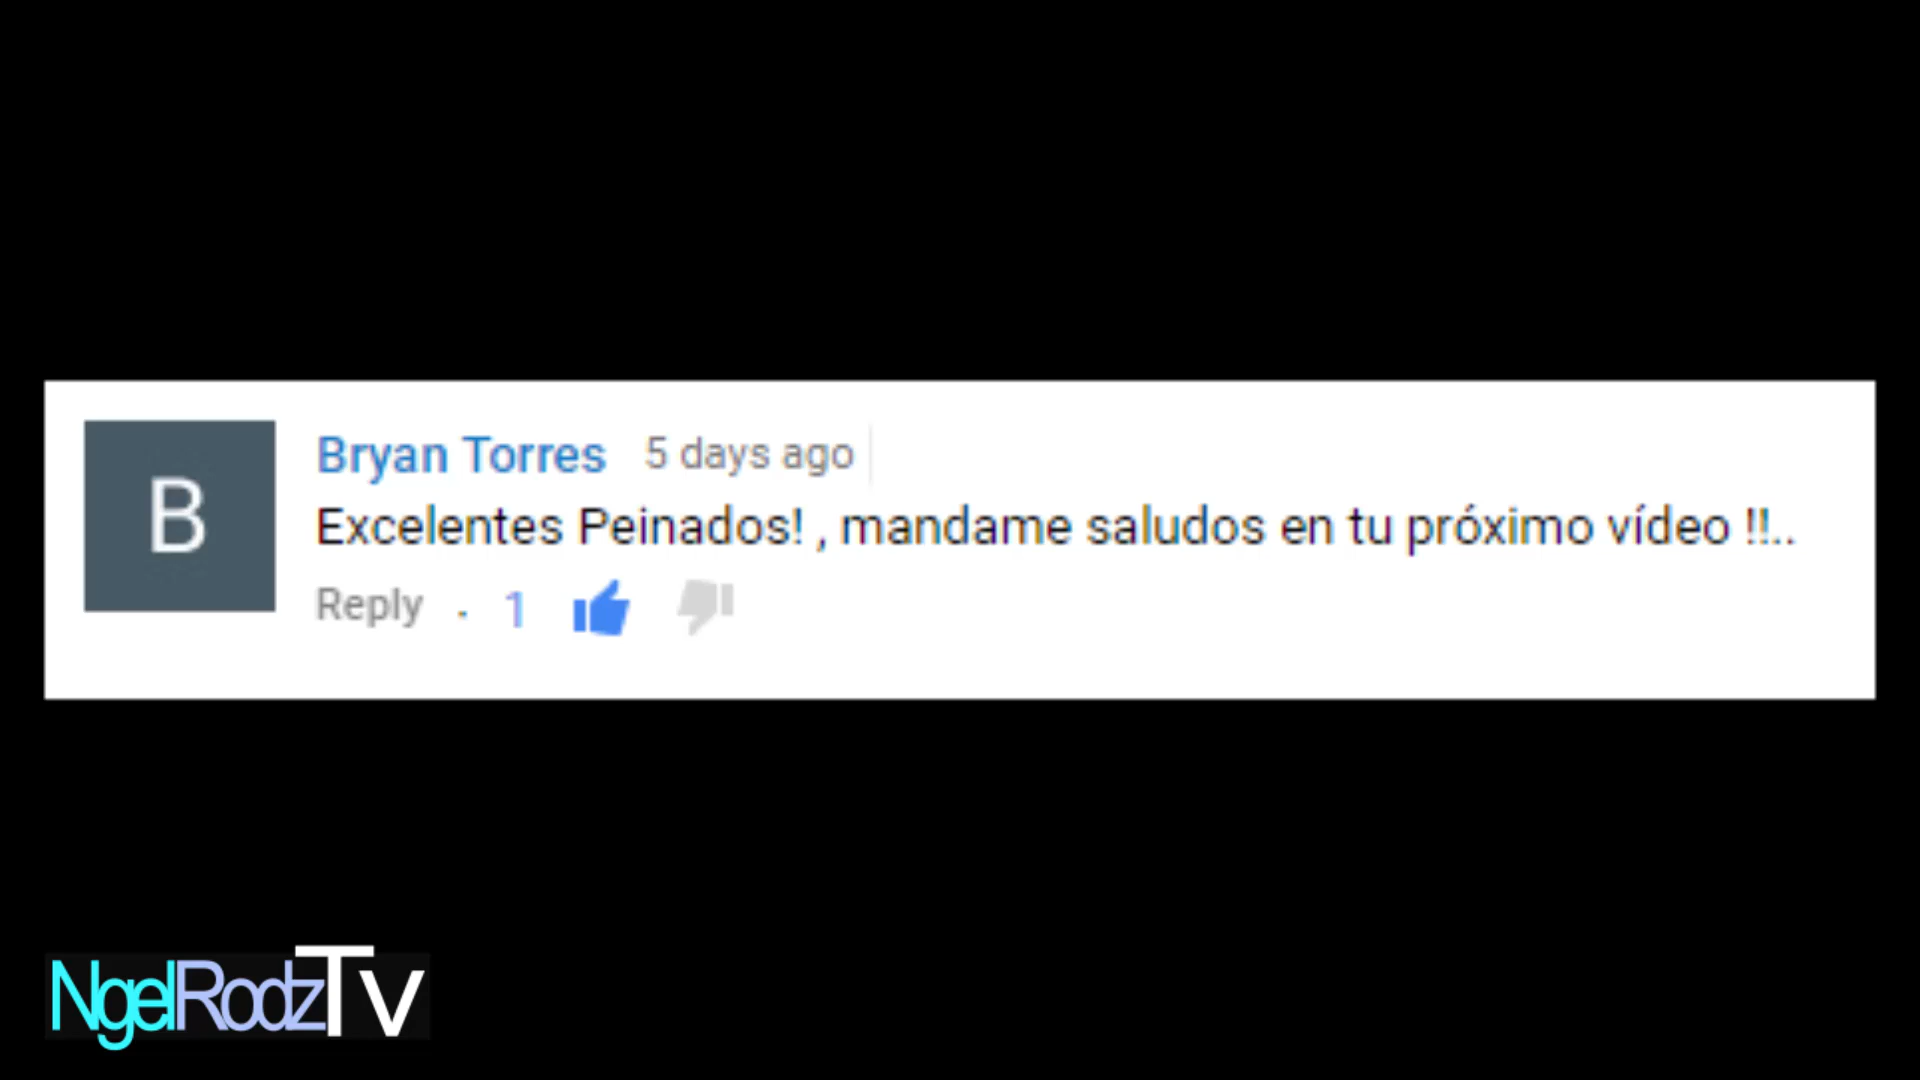 B
Bryan Torres 5 days ago
Excelentes Peinados! , mandame saludos en tu próximo vídeo !!..
Reply · 1
NgelRodzTv